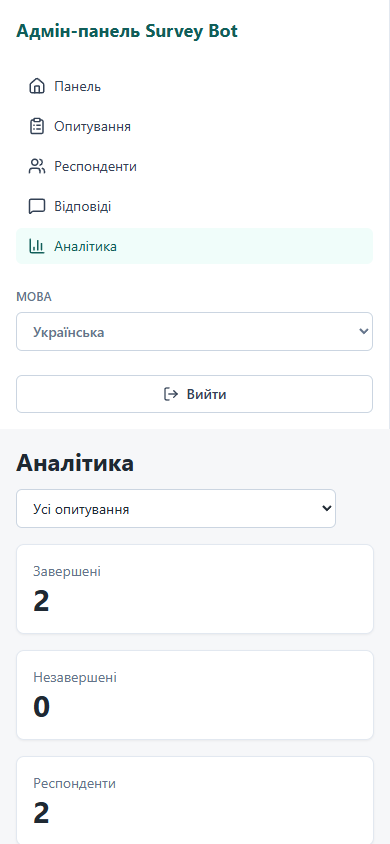 Адмін-панель Survey Bot
Панель
Опитування
Респонденти
Відповіді
Аналітика
МОВА
Українська
Вийти
Аналітика
Усі опитування
Завершені
2
Незавершені
0
Респонденти
2